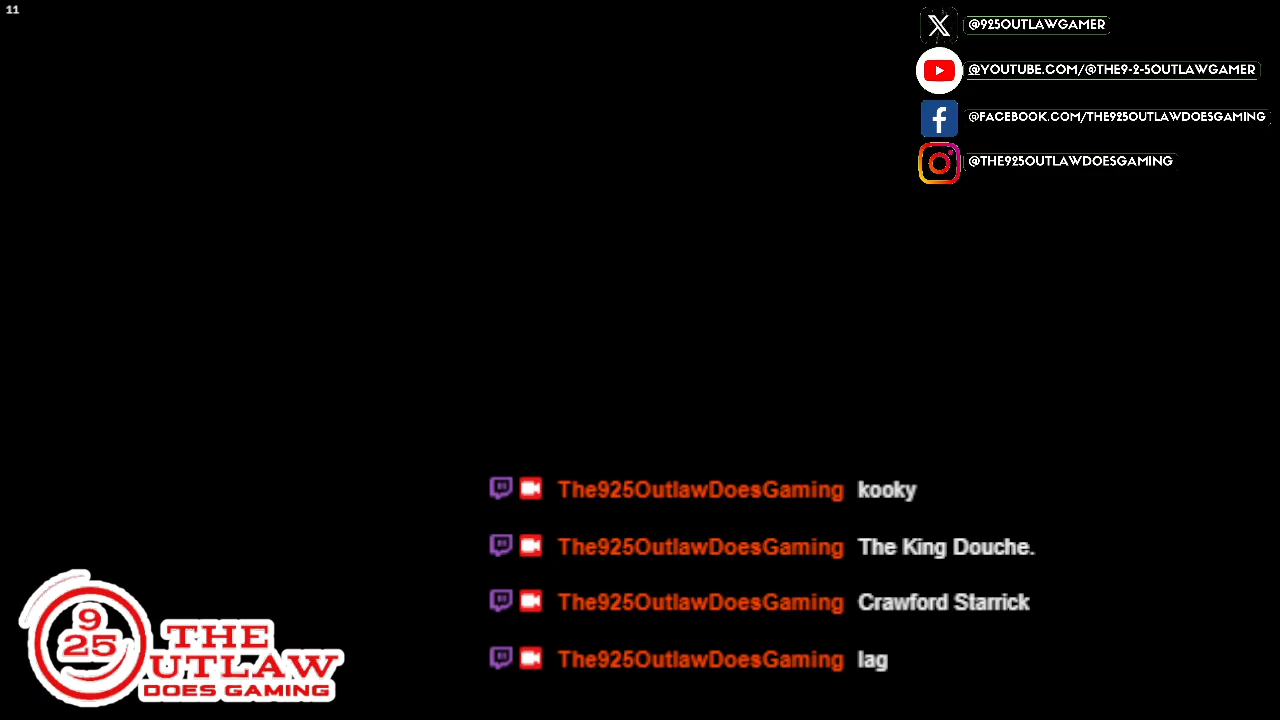 11
@925OUTLAWGAMER
@YOUTUBE.COM/@THE9-2-5OUTLAWGAMER
@FACEBOOK.COM/THE925OUTLAWDOESGAMING
@THE925OUTLAWDOESGAMING
The925OutlawDoesGaming kooky
The925OutlawDoesGaming The King Douche.
The925OutlawDoesGaming Crawford Starrick
The925OutlawDoesGaming lag
9
25
THE
OUTLAW
DOES GAMING